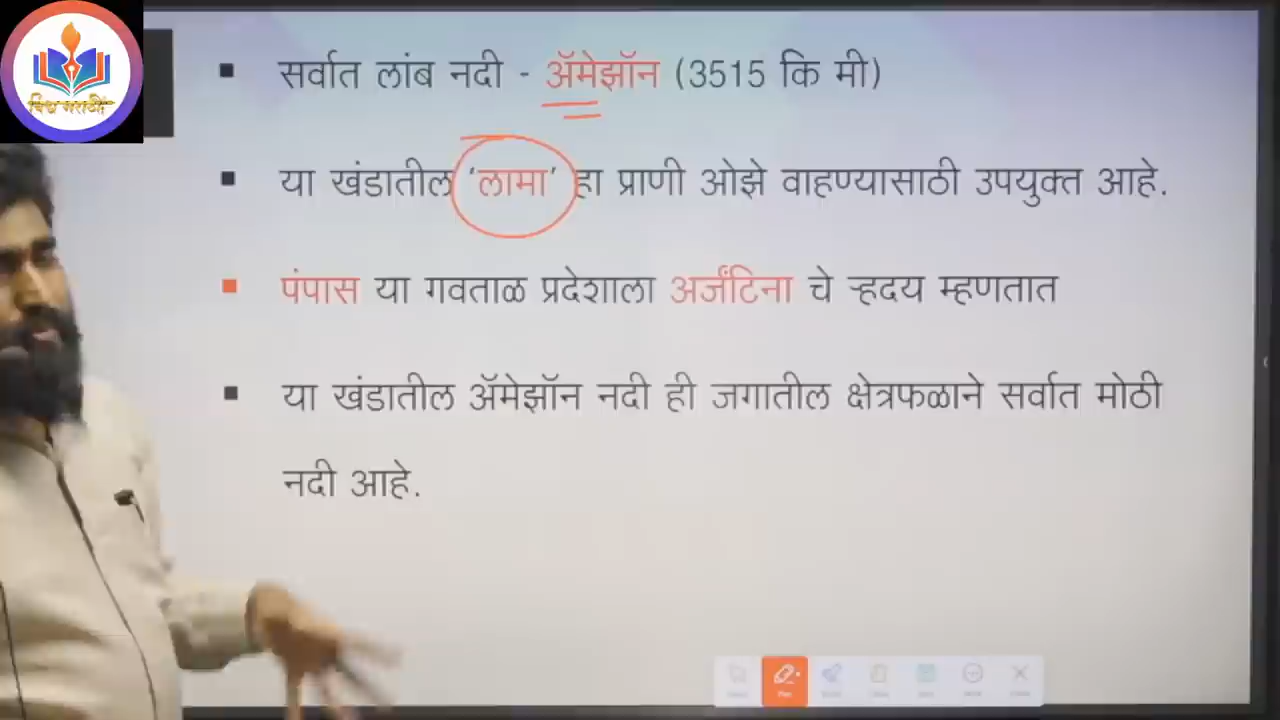 विश्व मराठी
▪ सर्वात लांब नदी - ॲमेझॉन (3515 कि मी)
▪ या खंडातील ‘लामा’ हा प्राणी ओझे वाहण्यासाठी उपयुक्त आहे.
▪ पंपास या गवताळ प्रदेशाला अर्जेंटिना चे ऱ्हदय म्हणतात
▪ या खंडातील ॲमेझॉन नदी ही जगातील क्षेत्रफळाने सर्वात मोठी
नदी आहे.